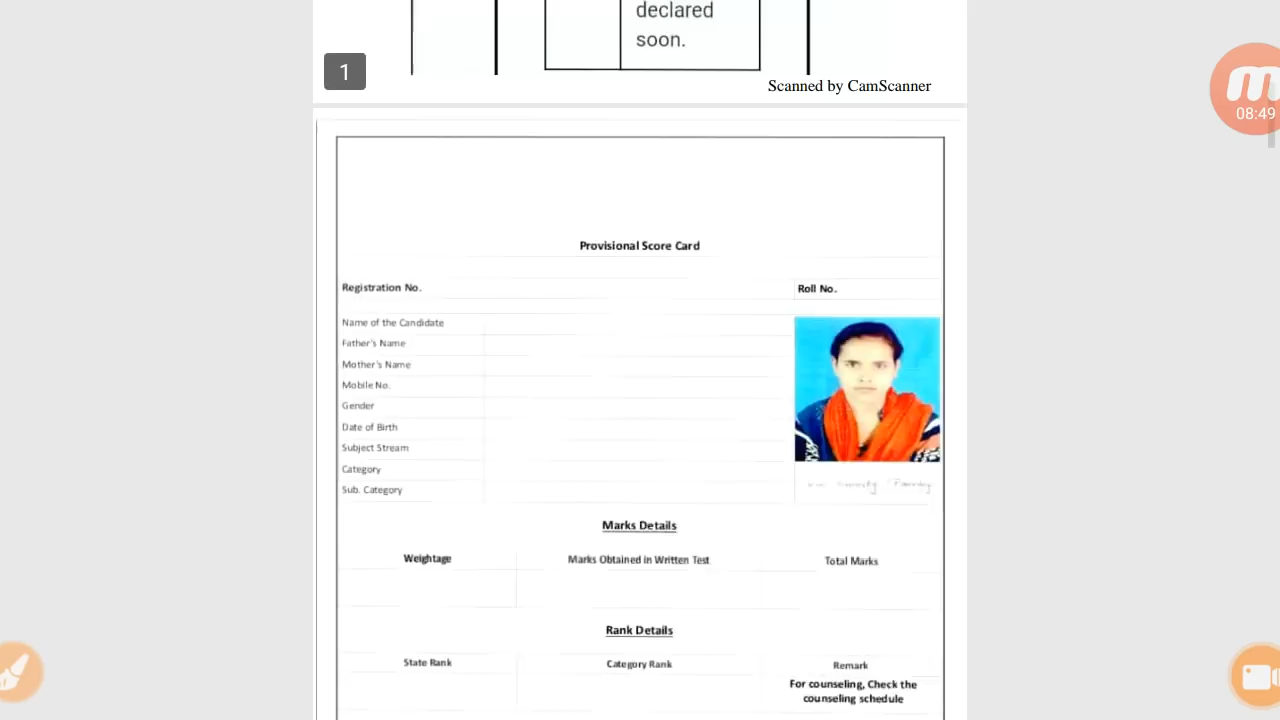 declared
soon.
1
Scanned by CamScanner
08:49
Provisional Score Card
Registration No.
Roll No.
Name of the Candidate
Father's Name
Mother's Name
Mobile No.
Gender
Date of Birth
Subject Stream
Category
Sub. Category
Marks Details
Weightage
Marks Obtained in Written Test
Total Marks
Rank Details
State Rank
Category Rank
Remark
For counseling, Check the
counseling schedule